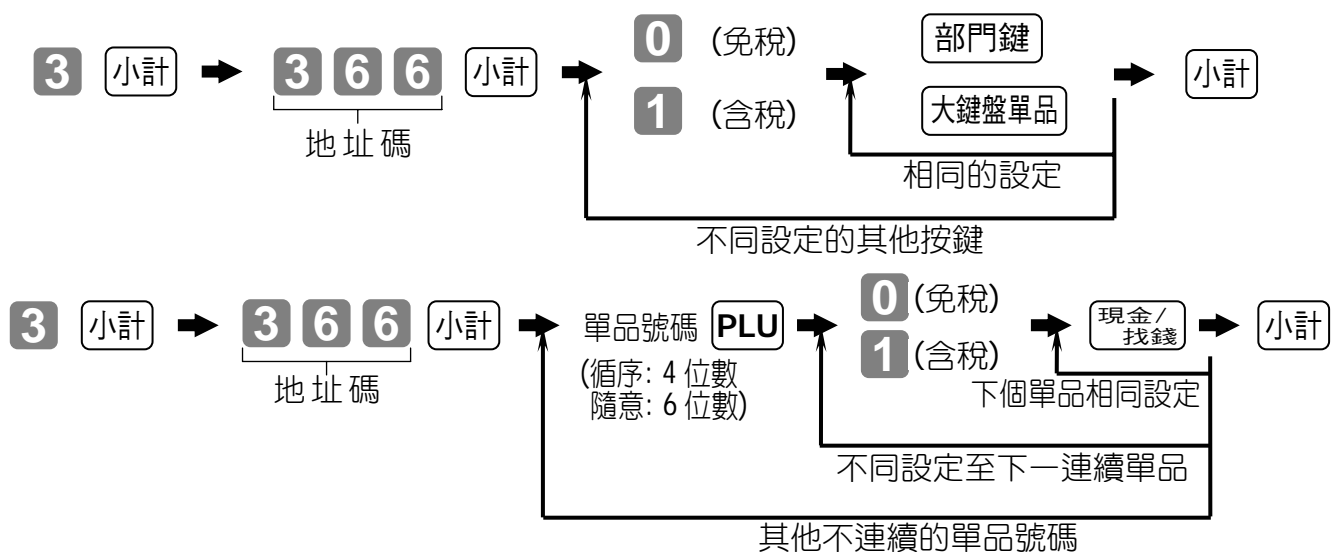 3 小計 3 6 6 小計 0 (免稅) 部門鍵 小計
1 (含稅) 大鍵盤單品
地址碼
相同的設定
不同設定的其他按鍵
3 小計 3 6 6 小計 單品號碼 PLU 0 (免稅) 現金/找錢 小計
1 (含稅)
地址碼
(循序: 4 位數
隨意: 6 位數)
下個單品相同設定
不同設定至下一連續單品
其他不連續的單品號碼